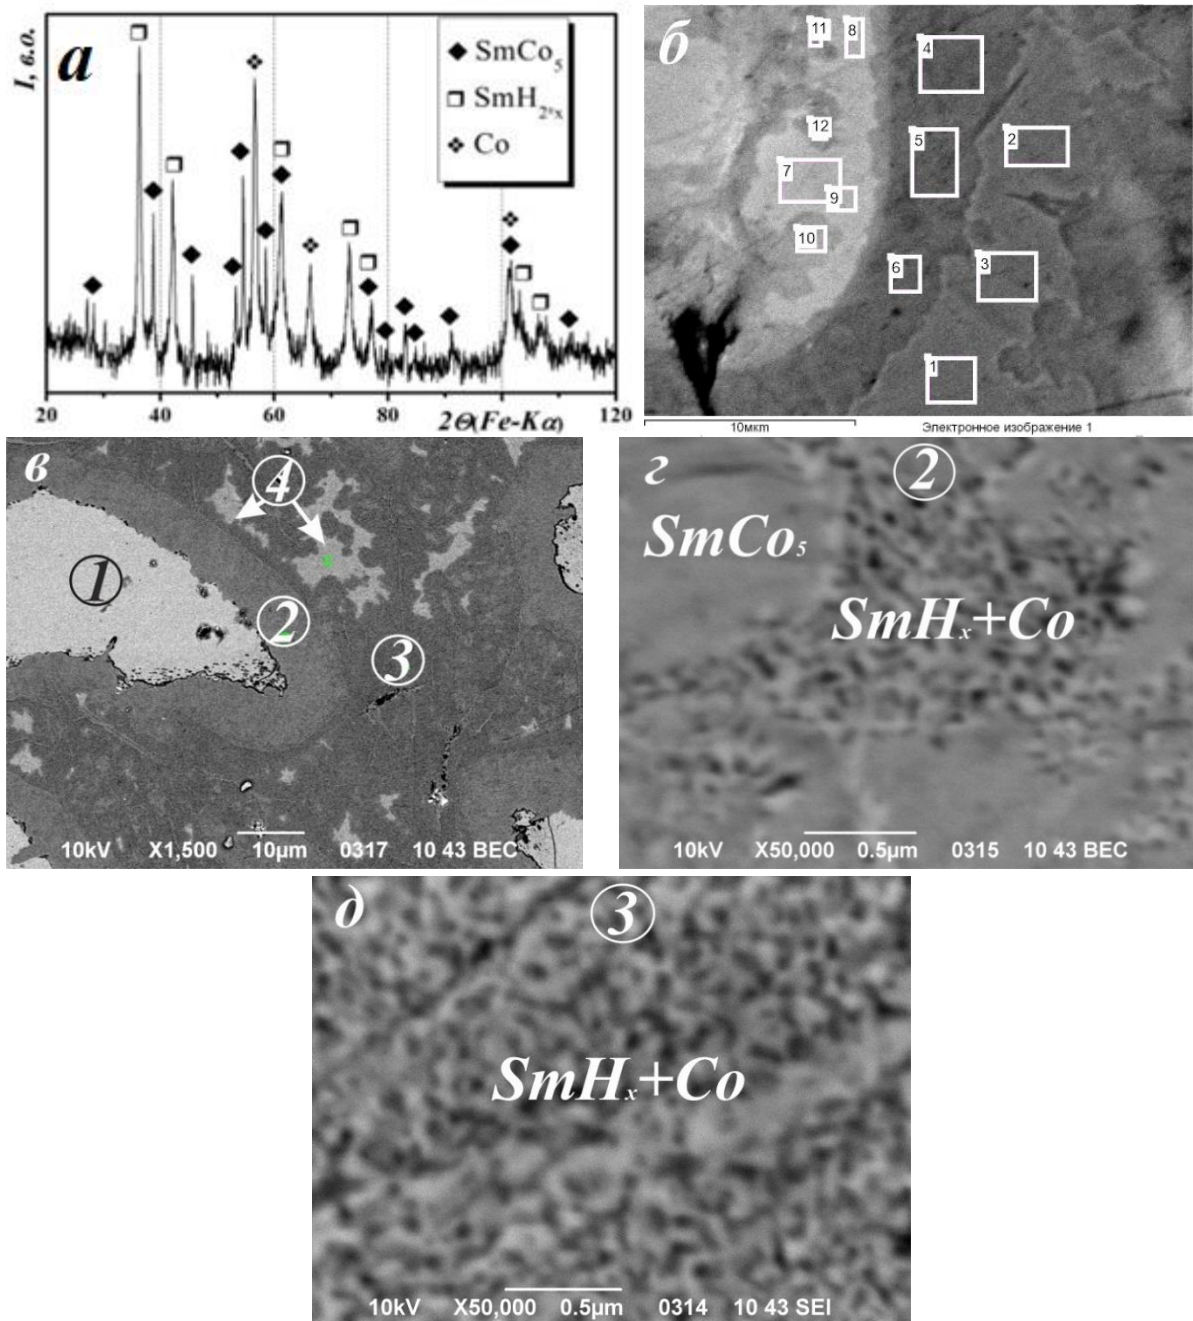 а
I, в.о.
SmCo5
SmH2±x
Co
20 40 60 80 100 120
2Θ(Fe-Kα)
б
11 8 4
12 5 2
7
9
10 6 3
1
10мкm
Электронное изображение 1
в
4
1
2
3
10kV X1,500 10µm 0317 10 43 BEC
г
2
SmCo5
SmHx+Co
10kV X50,000 0.5µm 0315 10 43 BEC
д
3
SmHx+Co
10kV X50,000 0.5µm 0314 10 43 SEI